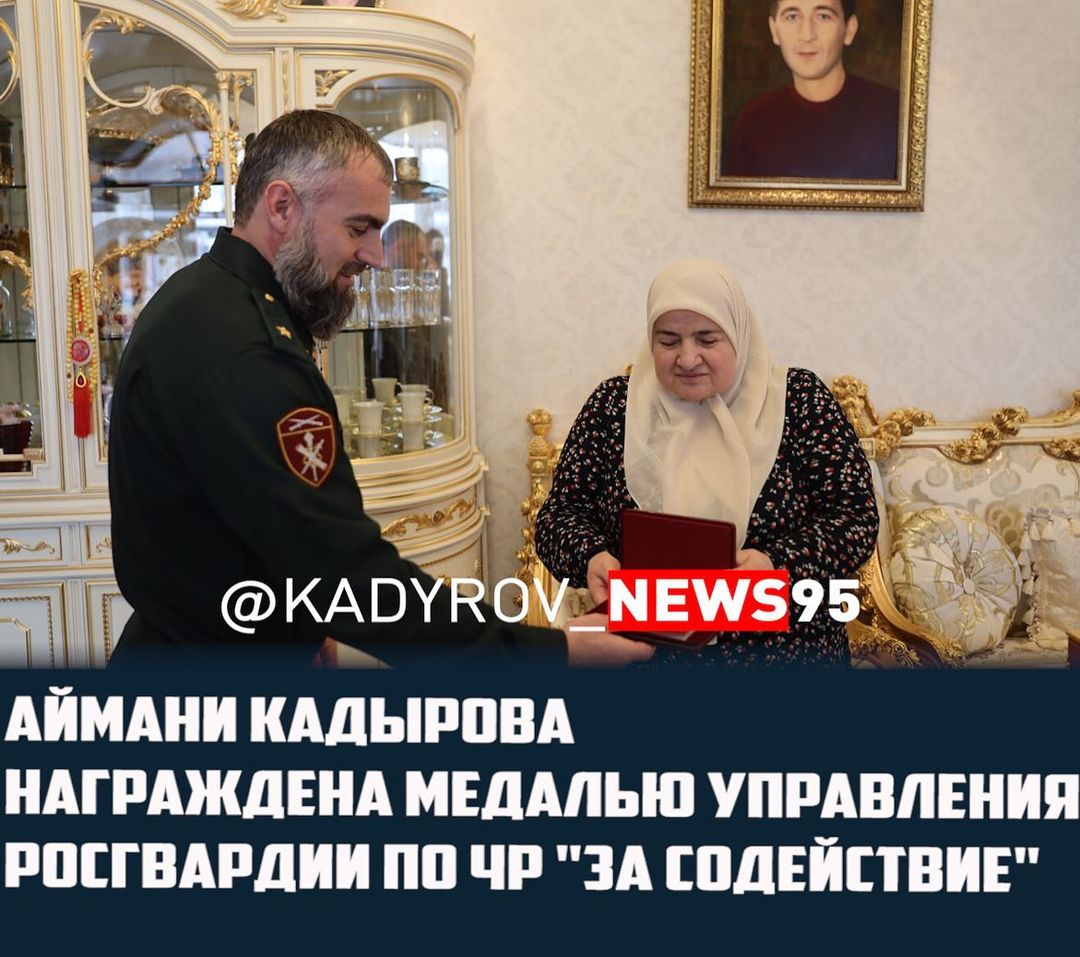 @KADYROV_NEWS95
АЙМАНИ КАДЫРОВА
НАГРАЖДЕНА МЕДАЛЬЮ УПРАВЛЕНИЯ
РОСГВАРДИИ ПО ЧР "ЗА СОДЕЙСТВИЕ"